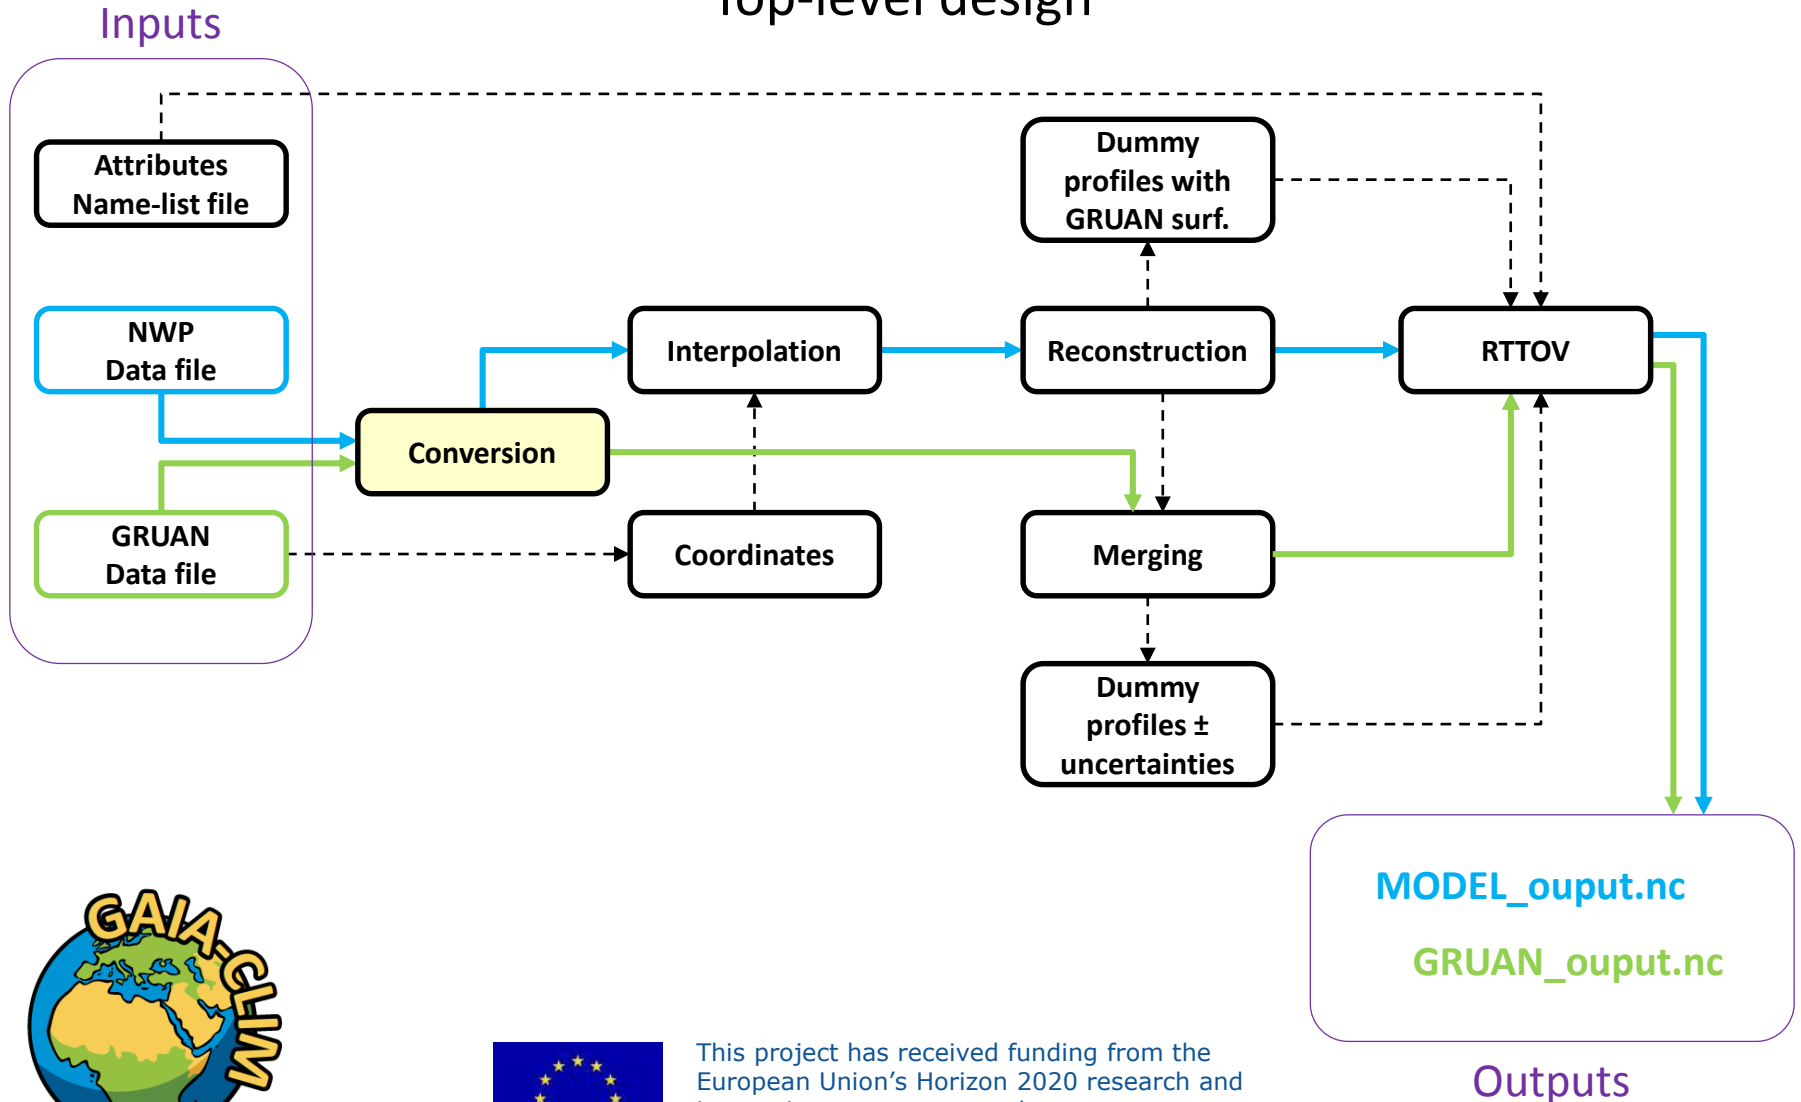 Top-level design
Inputs
Attributes
Name-list file
NWP
Data file
GRUAN
Data file
Conversion
Interpolation
Coordinates
Dummy
profiles with
GRUAN surf.
Reconstruction
Merging
Dummy
profiles ±
uncertainties
RTTOV
MODEL_ouput.nc
GRUAN_ouput.nc
Outputs
GAIA-CLIM
This project has received funding from the
European Union’s Horizon 2020 research and